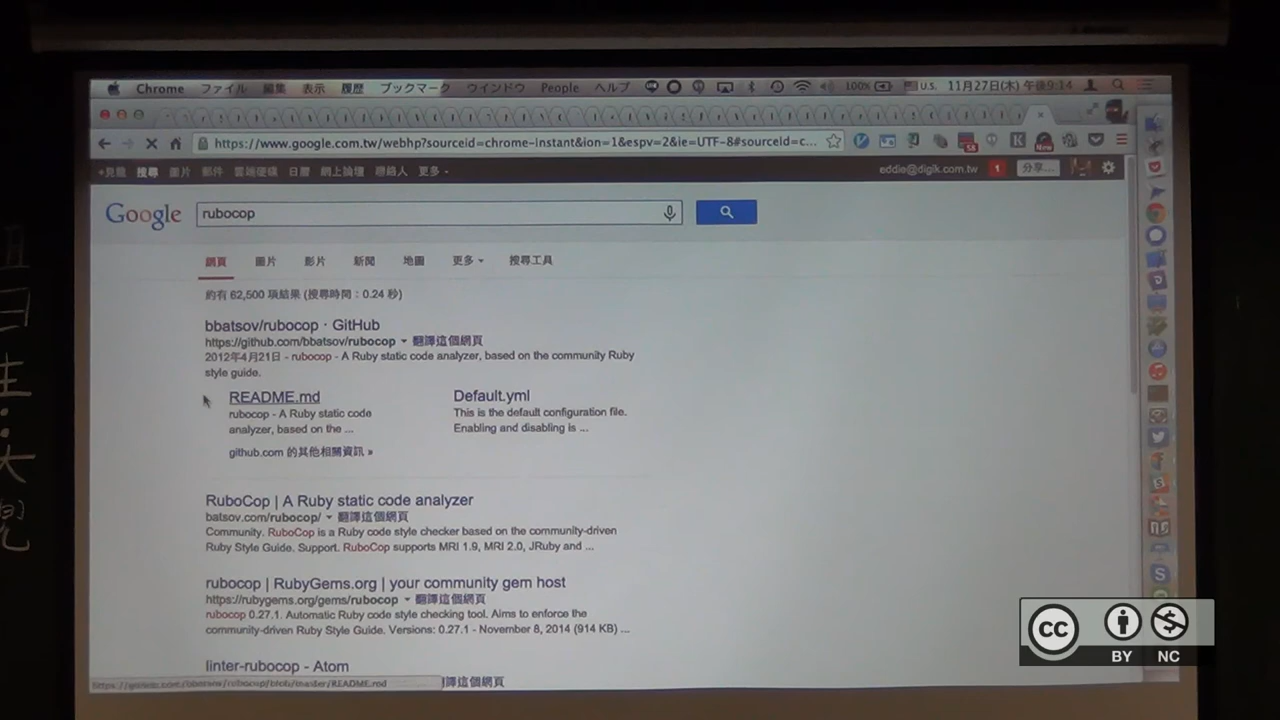 Chrome ファイル 編集 表示 履歴 ブックマーク ウインドウ People ヘルプ 100% U.S. 11月27日(木) 午後9:14
https://www.google.com.tw/webhp?sourceid=chrome-instant&ion=1&espv=2&ie=UTF-8#sourceid=c...
搜尋 圖片 郵件 雲端硬碟 日曆 網上論壇 聯絡人 更多 eddie@digik.com.tw 1 分享...
Google rubocop
網頁 圖片 影片 新聞 地圖 更多 搜尋工具
約有 62,500 項結果 (搜尋時間:0.24 秒)
bbatsov/rubocop · GitHub
https://github.com/bbatsov/rubocop 翻譯這個網頁
2012年4月21日 - rubocop - A Ruby static code analyzer, based on the community Ruby
style guide.
README.md Default.yml
rubocop - A Ruby static code This is the default configuration file.
analyzer, based on the ... Enabling and disabling is ...
github.com 的其他相關資訊 »
RuboCop | A Ruby static code analyzer
batsov.com/rubocop/ 翻譯這個網頁
Community. RuboCop is a Ruby code style checker based on the community-driven
Ruby Style Guide. Support. RuboCop supports MRI 1.9, MRI 2.0, JRuby and ...
rubocop | RubyGems.org | your community gem host
https://rubygems.org/gems/rubocop 翻譯這個網頁
rubocop 0.27.1. Automatic Ruby code style checking tool. Aims to enforce the
community-driven Ruby Style Guide. Versions: 0.27.1 - November 8, 2014 (914 KB) ...
linter-rubocop - Atom
https://github.com/bbatsov/rubocop/blob/master/README.md 譯這個網頁
cc BY NC